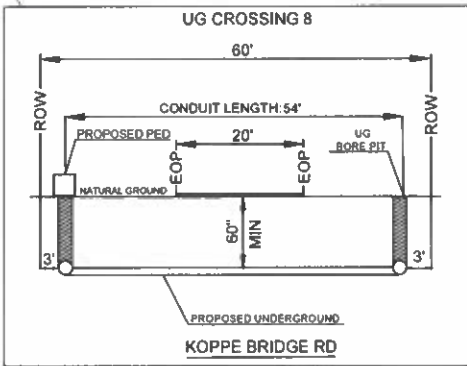 UG CROSSING 8
60'
ROW
ROW
CONDUIT LENGTH:54'
PROPOSED PED
20'
UG
BORE PIT
EOP
EOP
NATURAL GROUND
60"
MIN
3'
3'
PROPOSED UNDERGROUND
KOPPE BRIDGE RD